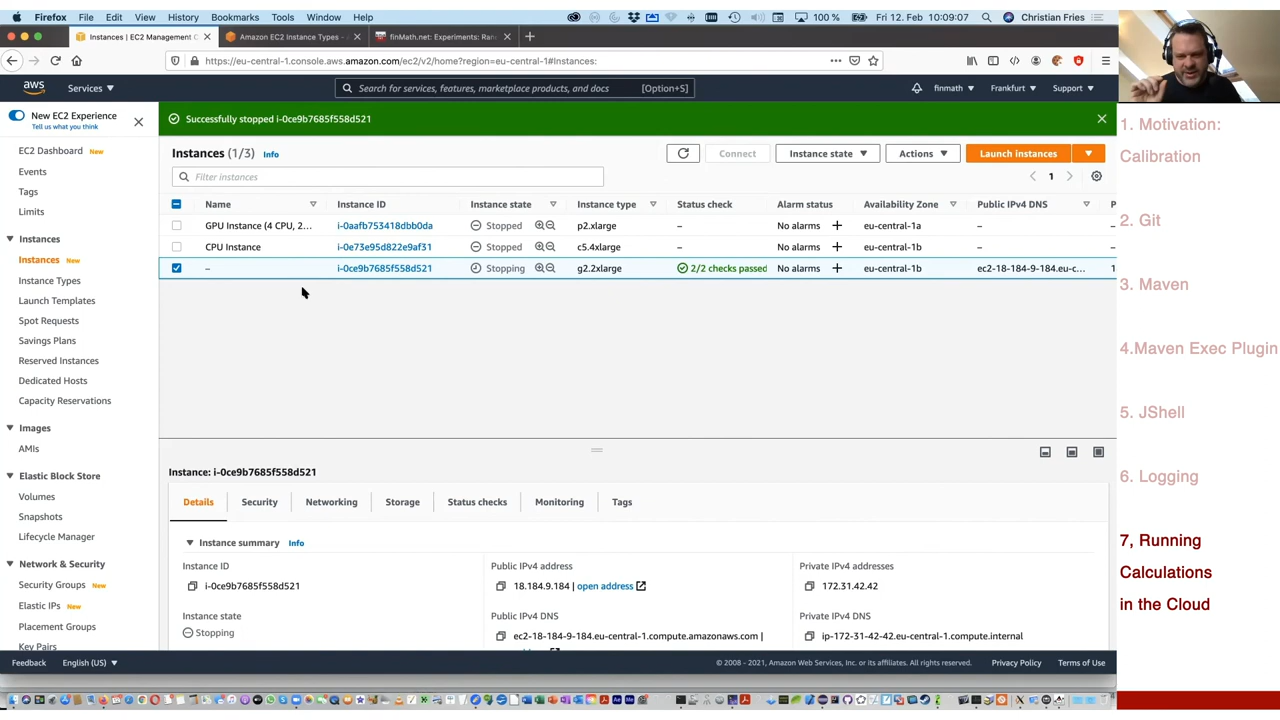 Firefox File Edit View History Bookmarks Tools Window Help 100 % Fri 12. Feb 10:09:07 Christian Fries
Instances | EC2 Management C Amazon EC2 Instance Types - finMath.net: Experiments: Ran
https://eu-central-1.console.aws.amazon.com/ec2/v2/home?region=eu-central-1#Instances:
aws Services Search for services, features, marketplace products, and docs [Option+S] finmath Frankfurt Support
New EC2 Experience
Tell us what you think
EC2 Dashboard New
Events
Tags
Limits
Instances
Instances New
Instance Types
Launch Templates
Spot Requests
Savings Plans
Reserved Instances
Dedicated Hosts
Capacity Reservations
Images
AMIs
Elastic Block Store
Volumes
Snapshots
Lifecycle Manager
Network & Security
Security Groups New
Elastic IPs New
Placement Groups
Key Pairs
Successfully stopped i-0ce9b7685f558d521
Instances (1/3) Info Connect Instance state Actions Launch instances
Filter instances 1
Name Instance ID Instance state Instance type Status check Alarm status Availability Zone Public IPv4 DNS P
GPU Instance (4 CPU, 2... i-0aafb753418dbb0da Stopped p2.xlarge – No alarms + eu-central-1a –
CPU Instance i-0e73e95d822e9af31 Stopped c5.4xlarge – No alarms + eu-central-1b –
– i-0ce9b7685f558d521 Stopping g2.2xlarge 2/2 checks passed No alarms + eu-central-1b ec2-18-184-9-184.eu-c... 1
Instance: i-0ce9b7685f558d521
Details Security Networking Storage Status checks Monitoring Tags
Instance summary Info
Instance ID Public IPv4 address Private IPv4 addresses
i-0ce9b7685f558d521 18.184.9.184 | open address 172.31.42.42
Instance state Public IPv4 DNS Private IPv4 DNS
Stopping ec2-18-184-9-184.eu-central-1.compute.amazonaws.com | ip-172-31-42-42.eu-central-1.compute.internal
Feedback English (US) © 2008 - 2021, Amazon Web Services, Inc. or its affiliates. All rights reserved. Privacy Policy Terms of Use
1. Motivation:
Calibration
2. Git
3. Maven
4.Maven Exec Plugin
5. JShell
6. Logging
7, Running
Calculations
in the Cloud